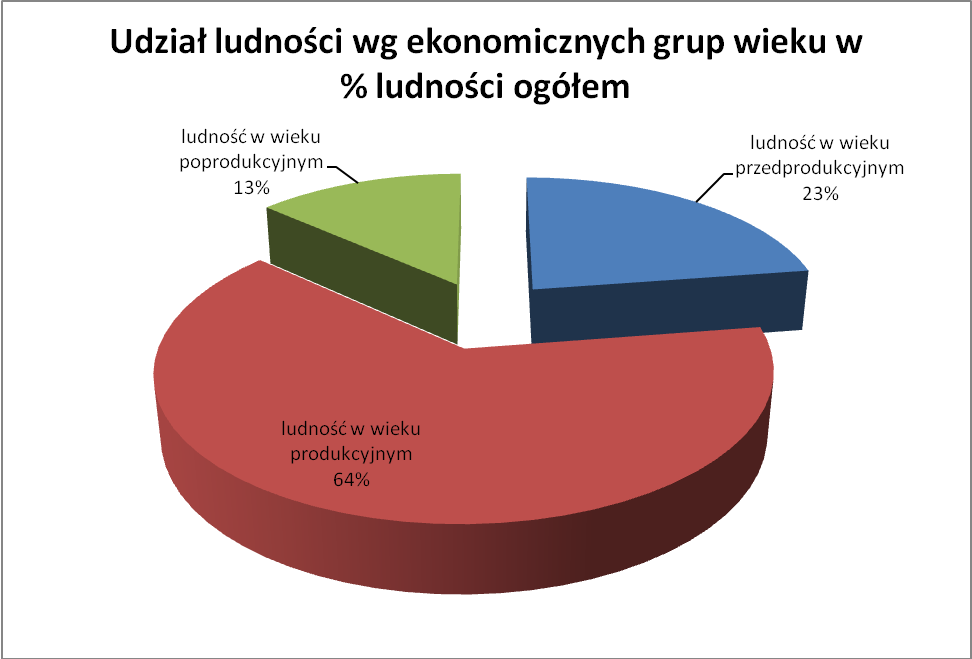 Udział ludności wg ekonomicznych grup wieku w
% ludności ogółem
ludność w wieku
poprodukcyjnym
13%
ludność w wieku
przedprodukcyjnym
23%
ludność w wieku
produkcyjnym
64%